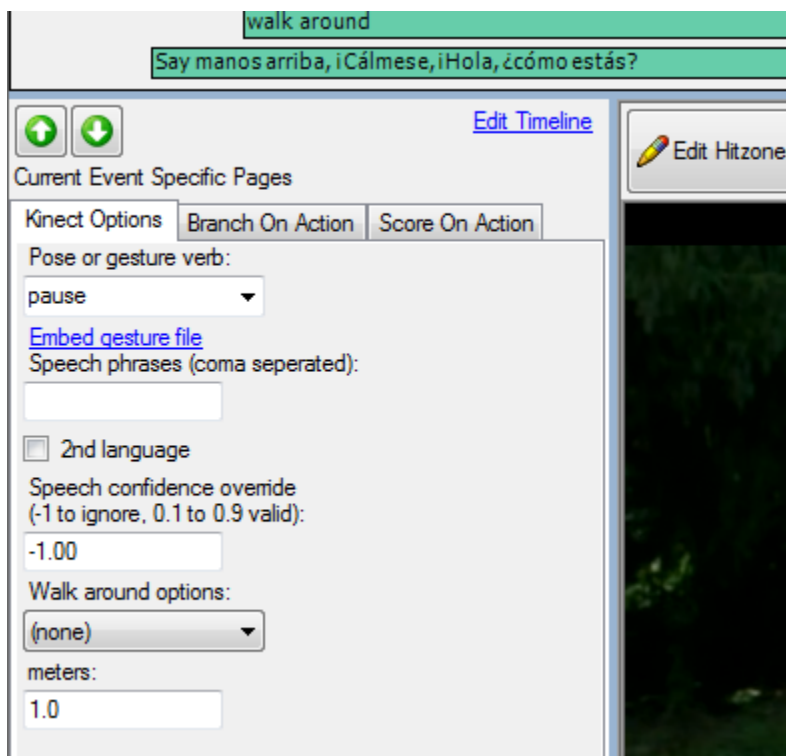 walk around
Say manos arriba, ¡Cálmese, ¡Hola, ¿cómo estás?
Edit Timeline
Edit Hitzone
Current Event Specific Pages
Kinect Options
Branch On Action
Score On Action
Pose or gesture verb:
pause
Embed gesture file
Speech phrases (coma seperated):
2nd language
Speech confidence override
(-1 to ignore, 0.1 to 0.9 valid):
-1.00
Walk around options:
(none)
meters:
1.0